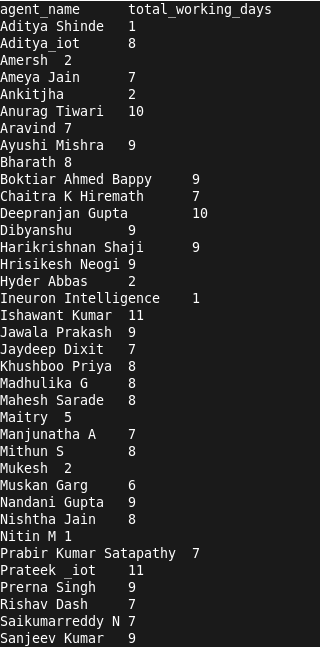 agent_name total_working_days
Aditya Shinde 1
Aditya_iot 8
Amersh 2
Ameya Jain 7
Ankitjha 2
Anurag Tiwari 10
Aravind 7
Ayushi Mishra 9
Bharath 8
Boktiar Ahmed Bappy 9
Chaitra K Hiremath 7
Deepranjan Gupta 10
Dibyanshu 9
Harikrishnan Shaji 9
Hrisikesh Neogi 9
Hyder Abbas 2
Ineuron Intelligence 1
Ishawant Kumar 11
Jawala Prakash 9
Jaydeep Dixit 7
Khushboo Priya 8
Madhulika G 8
Mahesh Sarade 8
Maitry 5
Manjunatha A 7
Mithun S 8
Mukesh 2
Muskan Garg 6
Nandani Gupta 9
Nishtha Jain 8
Nitin M 1
Prabir Kumar Satapathy 7
Prateek _iot 11
Prerna Singh 9
Rishav Dash 7
Saikumarreddy N 7
Sanjeev Kumar 9